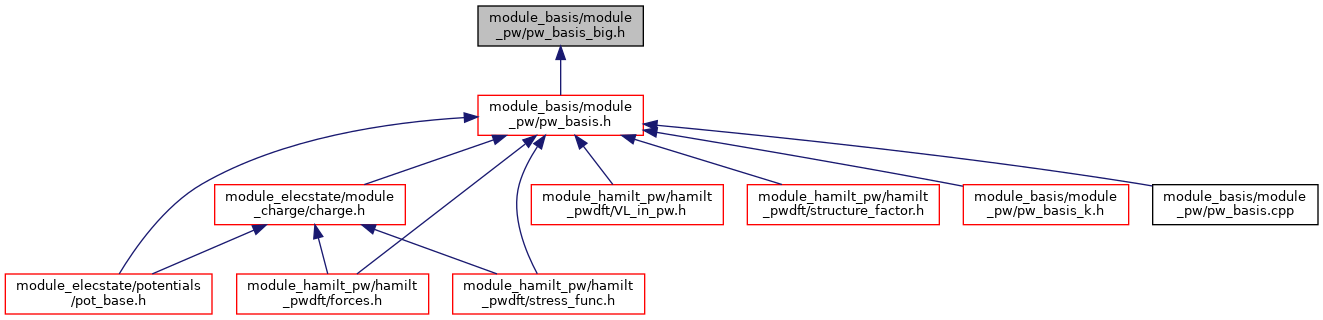 module_basis/module
_pw/pw_basis_big.h
module_basis/module
_pw/pw_basis.h
module_elecstate/module
_charge/charge.h
module_hamilt_pw/hamilt
_pwdft/VL_in_pw.h
module_hamilt_pw/hamilt
_pwdft/structure_factor.h
module_basis/module
_pw/pw_basis_k.h
module_basis/module
_pw/pw_basis.cpp
module_elecstate/potentials
/pot_base.h
module_hamilt_pw/hamilt
_pwdft/forces.h
module_hamilt_pw/hamilt
_pwdft/stress_func.h